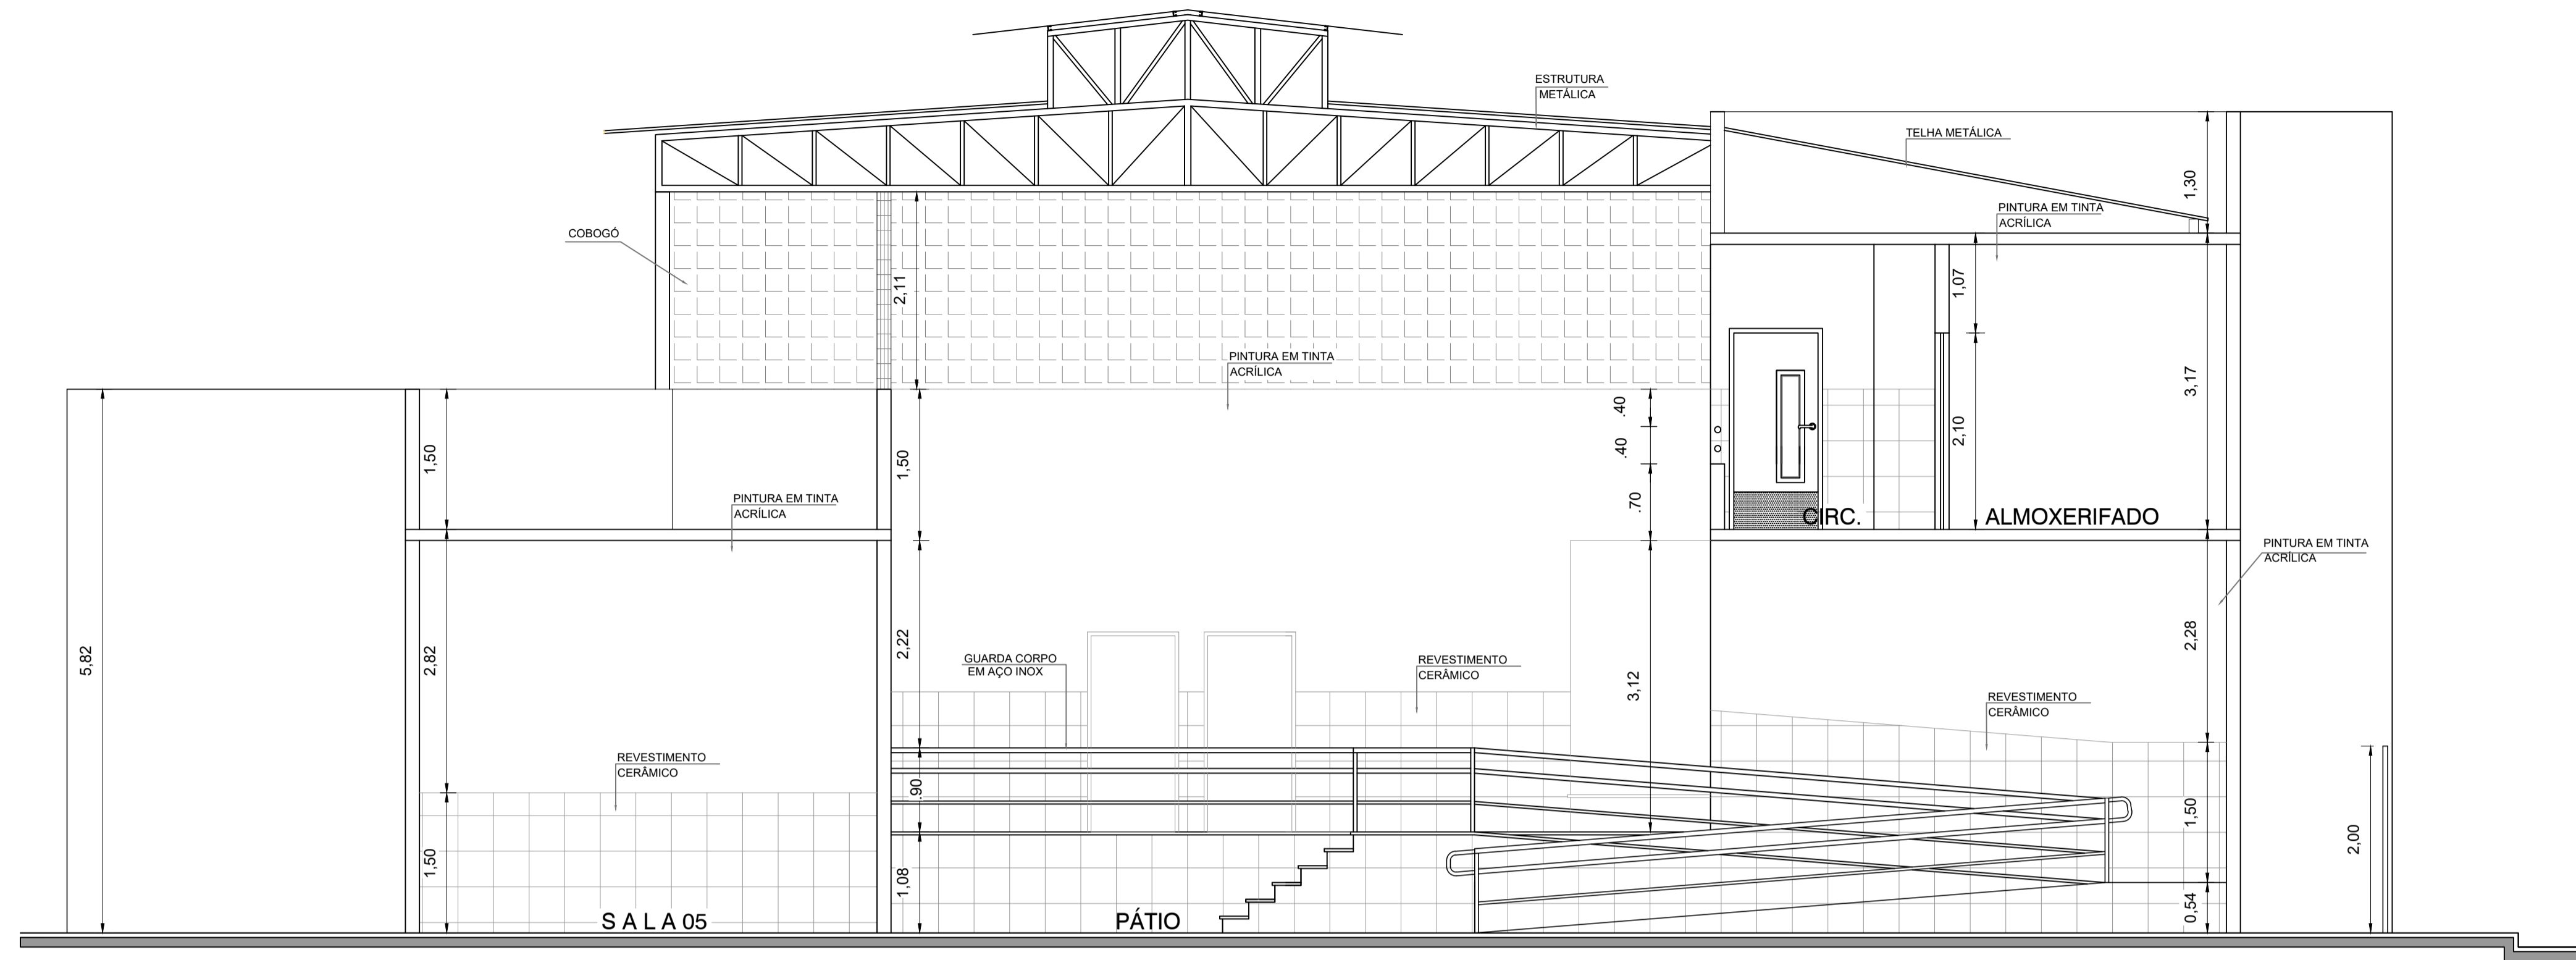 ESTRUTURA
METÁLICA
TELHA METÁLICA
1,30
PINTURA EM TINTA
ACRÍLICA
COBOGÓ
2,11
1,07
PINTURA EM TINTA
ACRÍLICA
3,17
.40
2,10
.40
1,50
1,50
.70
PINTURA EM TINTA
ACRÍLICA
CIRC.
ALMOXERIFADO
PINTURA EM TINTA
ACRÍLICA
5,82
2,82
2,22
GUARDA CORPO
EM AÇO INOX
REVESTIMENTO
CERÂMICO
3,12
2,28
REVESTIMENTO
CERÂMICO
REVESTIMENTO
CERÂMICO
.90
1,50
2,00
1,50
1,08
0,54
S A L A 05
PÁTIO